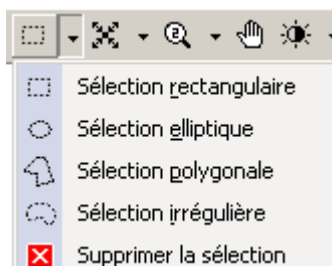 Sélection rectangulaire
Sélection elliptique
Sélection polygonale
Sélection irrégulière
Supprimer la sélection